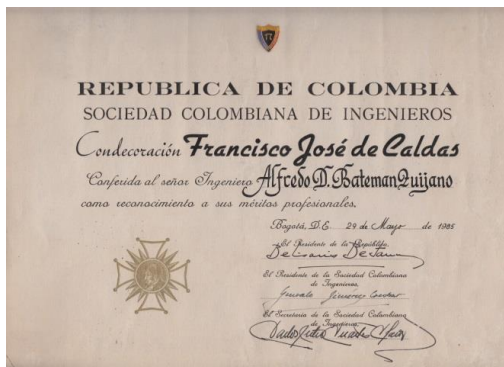 REPUBLICA DE COLOMBIA
SOCIEDAD COLOMBIANA DE INGENIEROS
Condecoración Francisco José de Caldas
Conferida al señor Ingeniero Alfredo D. Bateman Quijano
como reconocimiento a sus méritos profesionales.
Bogotá, D.E. 29 de Mayo de 1985
El Presidente de la República,
El Presidente de la Sociedad Colombiana
de Ingenieros
El Secretario de la Sociedad Colombiana
de Ingenieros